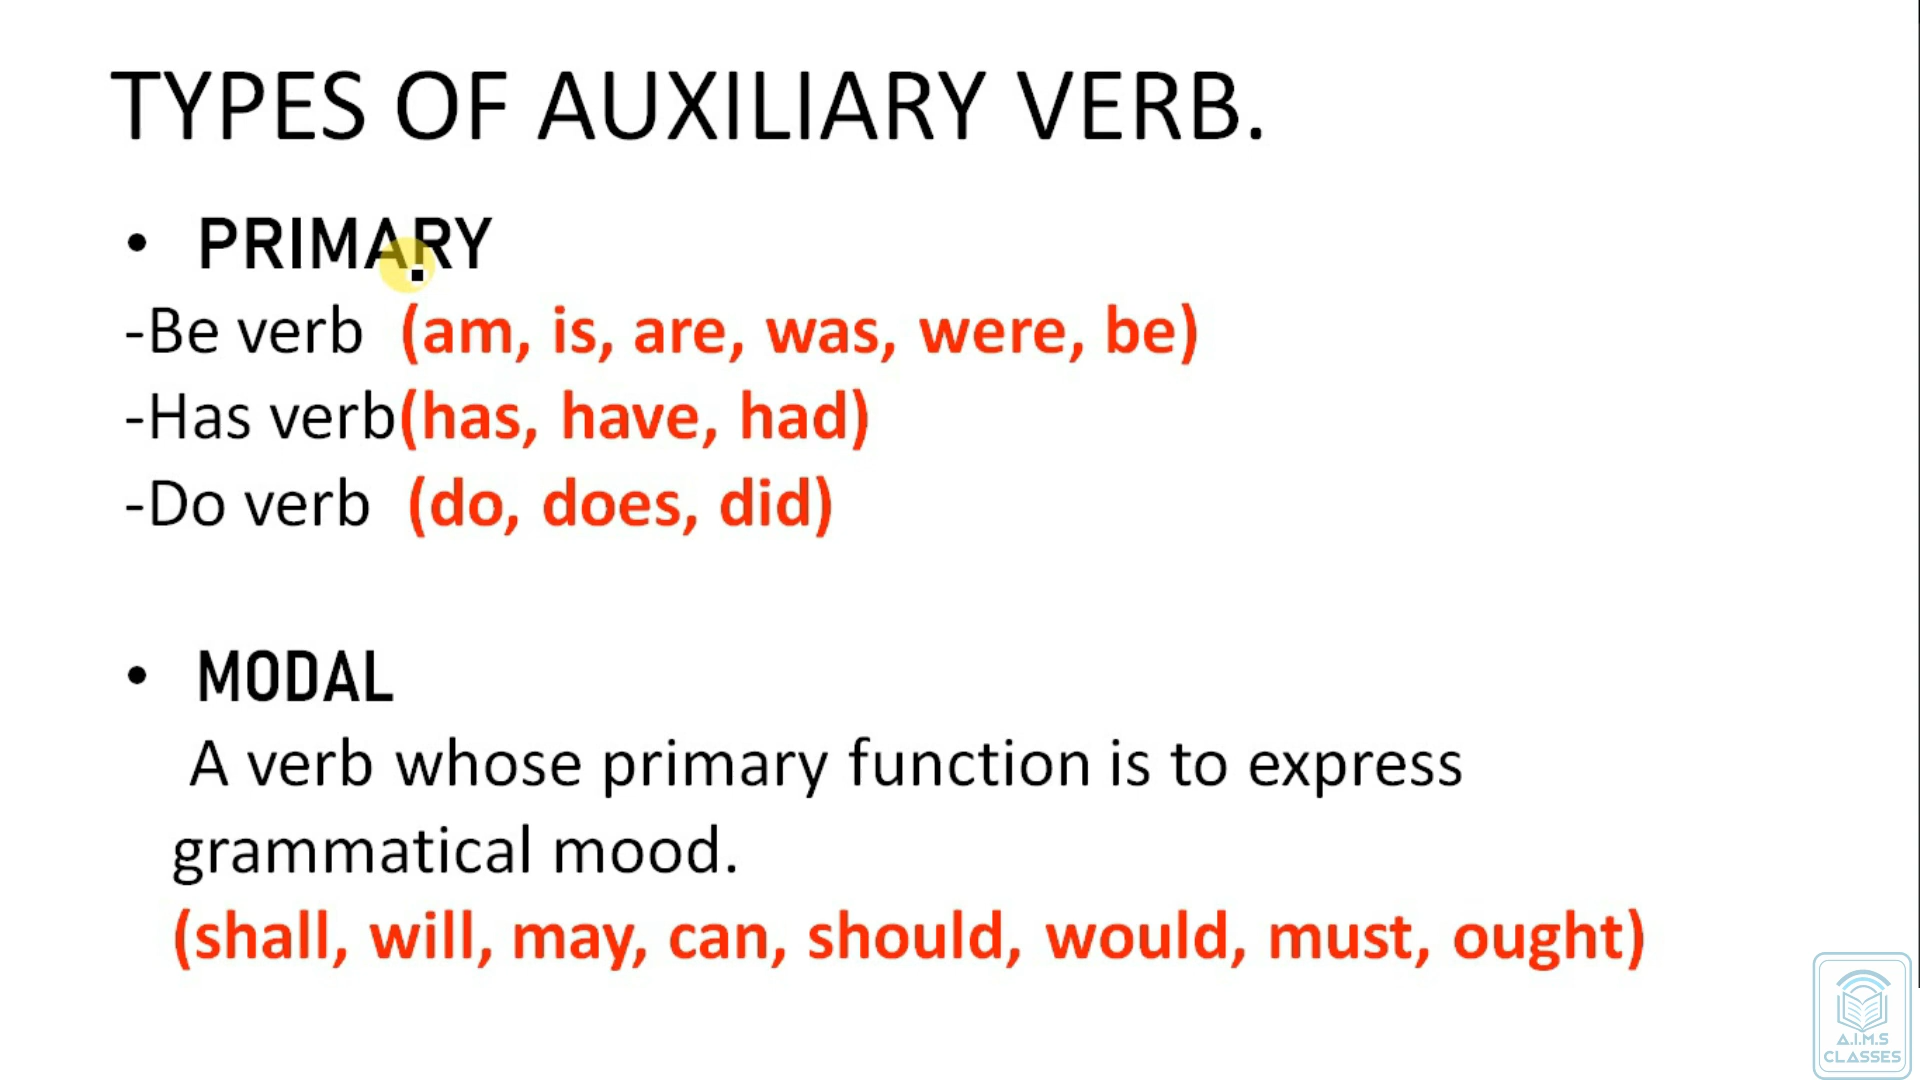 TYPES OF AUXILIARY VERB.
• PRIMARY
-Be verb (am, is, are, was, were, be)
-Has verb(has, have, had)
-Do verb (do, does, did)
• MODAL
A verb whose primary function is to express
grammatical mood.
(shall, will, may, can, should, would, must, ought)
A.I.M.S
CLASSES